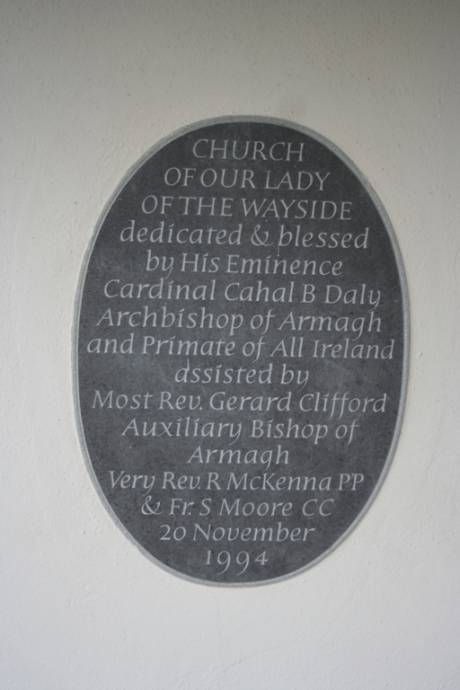 CHURCH
OF OUR LADY
OF THE WAYSIDE
dedicated & blessed
by His Eminence
Cardinal Cahal B Daly
Archbishop of Armagh
and Primate of All Ireland
assisted by
Most Rev. Gerard Clifford
Auxiliary Bishop of
Armagh
Very Rev. R McKenna PP
& Fr. S Moore CC
20 November
1994